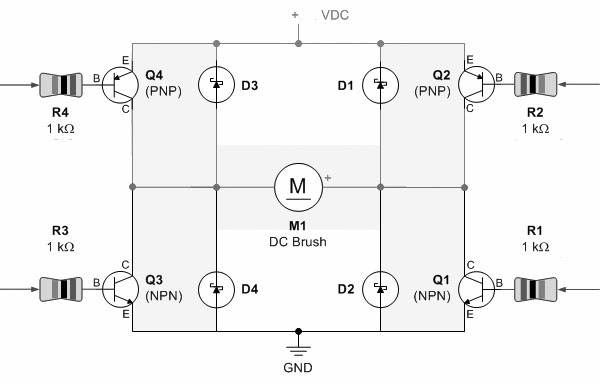 + VDC
E
B
C
Q4
(PNP)
D3
D1
Q2
(PNP)
E
B
C
R4
1 kΩ
R2
1 kΩ
M
+
M1
DC Brush
R3
1 kΩ
R1
1 kΩ
C
B
E
Q3
(NPN)
D4
D2
Q1
(NPN)
C
B
E
GND